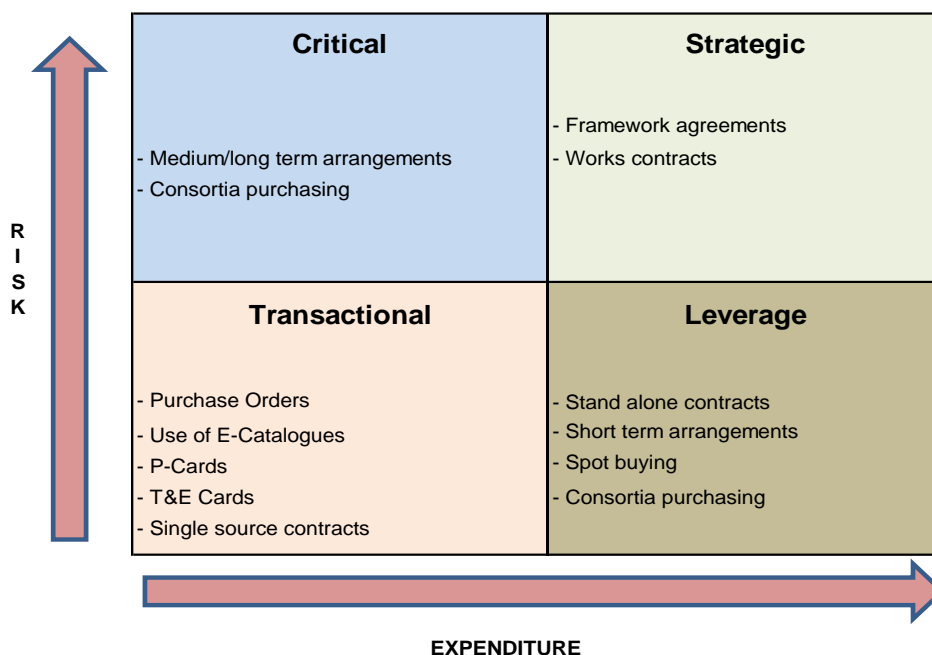 Critical
- Medium/long term arrangements
- Consortia purchasing
Strategic
- Framework agreements
- Works contracts
R
I
S
K
Transactional
- Purchase Orders
- Use of E-Catalogues
- P-Cards
- T&E Cards
- Single source contracts
Leverage
- Stand alone contracts
- Short term arrangements
- Spot buying
- Consortia purchasing
EXPENDITURE